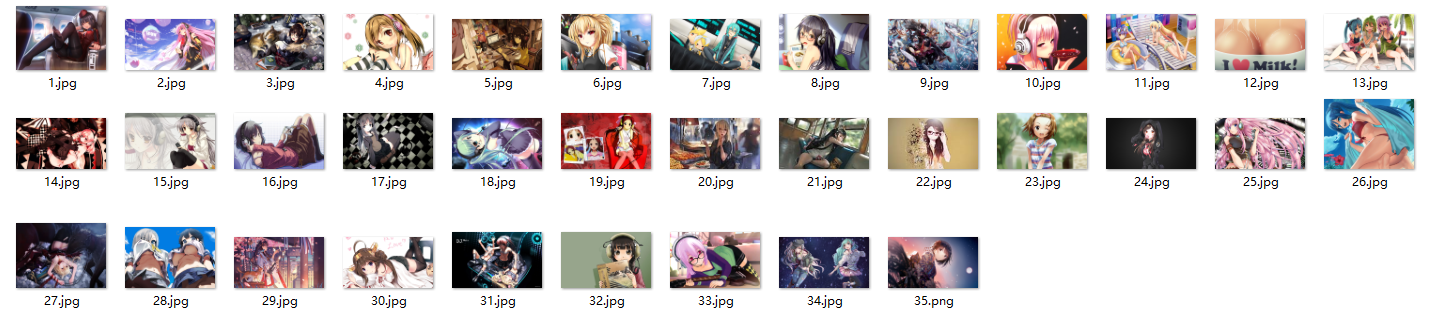 1.jpg 2.jpg 3.jpg 4.jpg 5.jpg 6.jpg 7.jpg 8.jpg 9.jpg 10.jpg 11.jpg 12.jpg 13.jpg
I ♥ Milk!
14.jpg 15.jpg 16.jpg 17.jpg 18.jpg 19.jpg 20.jpg 21.jpg 22.jpg 23.jpg 24.jpg 25.jpg 26.jpg
27.jpg 28.jpg 29.jpg 30.jpg 31.jpg 32.jpg 33.jpg 34.jpg 35.png